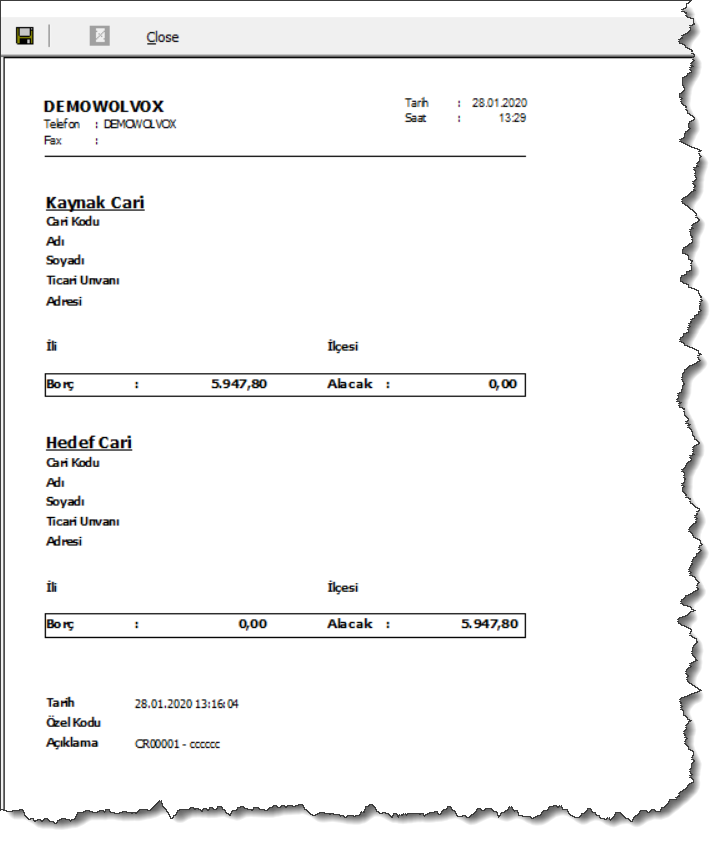 Close
DEMOWOLVOX
Tarih : 28.01.2020
Telefon : DEMOWOLVOX
Saat : 13:29
Fax :
Kaynak Cari
Cari Kodu
Adı
Soyadı
Ticari Unvanı
Adresi
İli İlçesi
Borç : 5.947,80 Alacak : 0,00
Hedef Cari
Cari Kodu
Adı
Soyadı
Ticari Unvanı
Adresi
İli İlçesi
Borç : 0,00 Alacak : 5.947,80
Tarih 28.01.2020 13:16:04
Özel Kodu
Açıklama CR00001 - cccccc